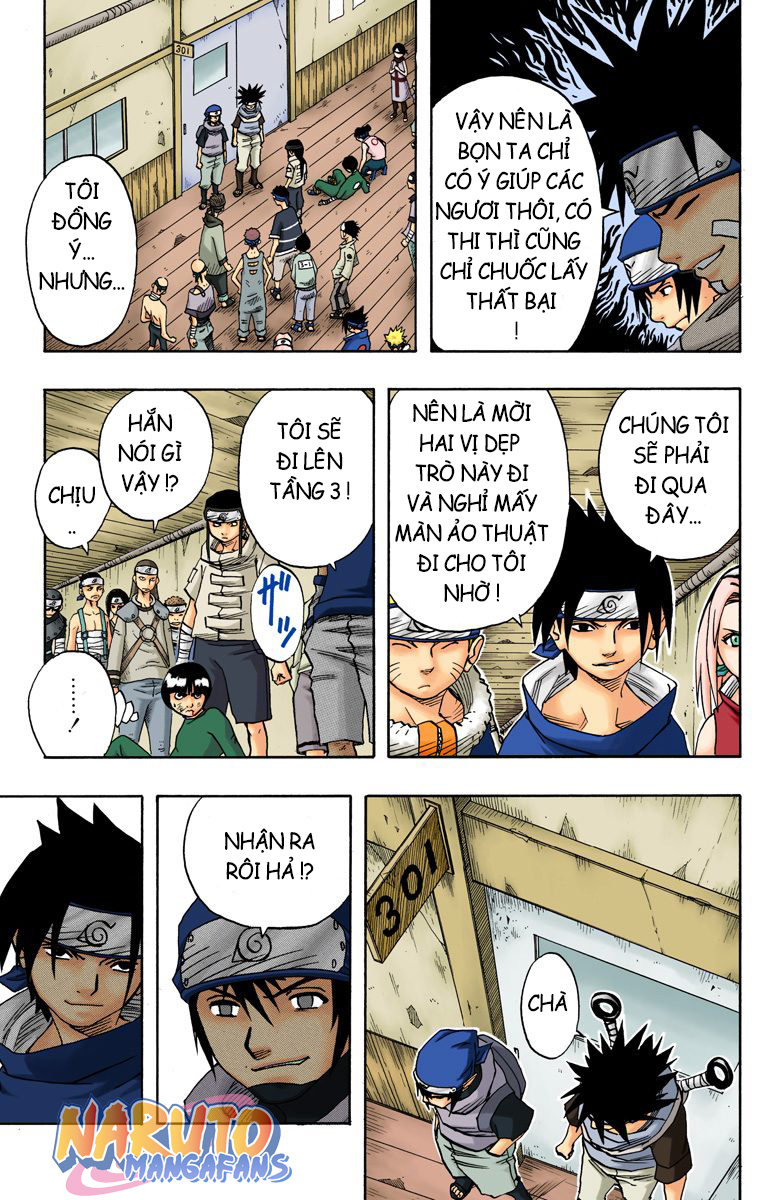 VẬY NÊN LÀ
BỌN TA CHỈ
CÓ Ý GIÚP CÁC
NGƯƠI THÔI, CÓ
THI THÌ CŨNG
CHỈ CHUỐC LẤY
THẤT BẠI
!
301
TÔI
ĐỒNG
Ý...
NHƯNG...
CHÚNG TÔI
SẼ PHẢI
ĐI QUA
ĐÂY...
NÊN LÀ MỜI
HAI VỊ DẸP
TRÒ NÀY ĐI
VÀ NGHỈ MẤY
MÀN ẢO THUẬT
ĐI CHO TÔI
NHỜ !
TÔI SẼ
ĐI LÊN
TẦNG 3 !
HẮN
NÓI GÌ
VẬY !?
CHỊU
..
ザッ
......
301
CHÀ
NHẬN RA
RÔI HẢ !?
NARUTO
MANGAFANS